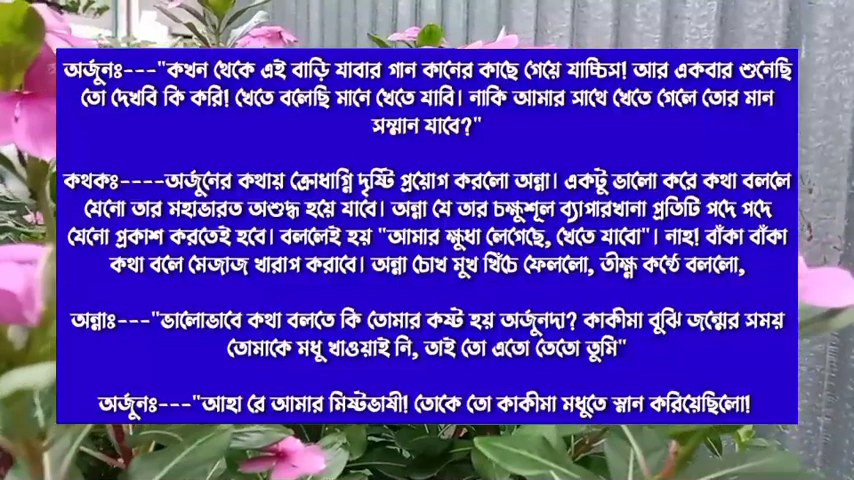 অর্জুনঃ---"কখন থেকে এই বাড়ি যাবার গান কানের কাছে গেয়ে যাচ্চিস! আর একবার শুনেছি
তো দেখবি কি করি! খেতে বলেছি মানে খেতে যাবি। নাকি আমার সাথে খেতে গেলে তোর মান
সম্মান যাবে?"
কথকঃ----অর্জুনের কথায় ক্রোধাগ্নি দৃষ্টি প্রয়োগ করলো অন্না। একটু ভালো করে কথা বললে
যেনো তার মহাভারত অশুদ্ধ হয়ে যাবে। অন্না যে তার চক্ষুশূল ব্যাপারখানা প্রতিটি পদে পদে
যেনো প্রকাশ করতেই হবে। বললেই হয় "আমার ক্ষুধা লেগেছে, খেতে যাবো"। নাহ! বাঁকা বাঁকা
কথা বলে মেজাজ খারাপ করাবে। অন্না চোখ মুখ খিঁচে ফেললো, তীক্ষ্ণ কন্ঠে বললো,
অন্নাঃ---"ভালোভাবে কথা বলতে কি তোমার কষ্ট হয় অর্জুনদা? কাকীমা বুঝি জন্মের সময়
তোমাকে মধু খাওয়াই নি, তাই তো এতো তেতো তুমি"
অর্জুনঃ---"আহা রে আমার মিষ্টভাষী! তোকে তো কাকীমা মধুতে স্নান করিয়েছিলো!